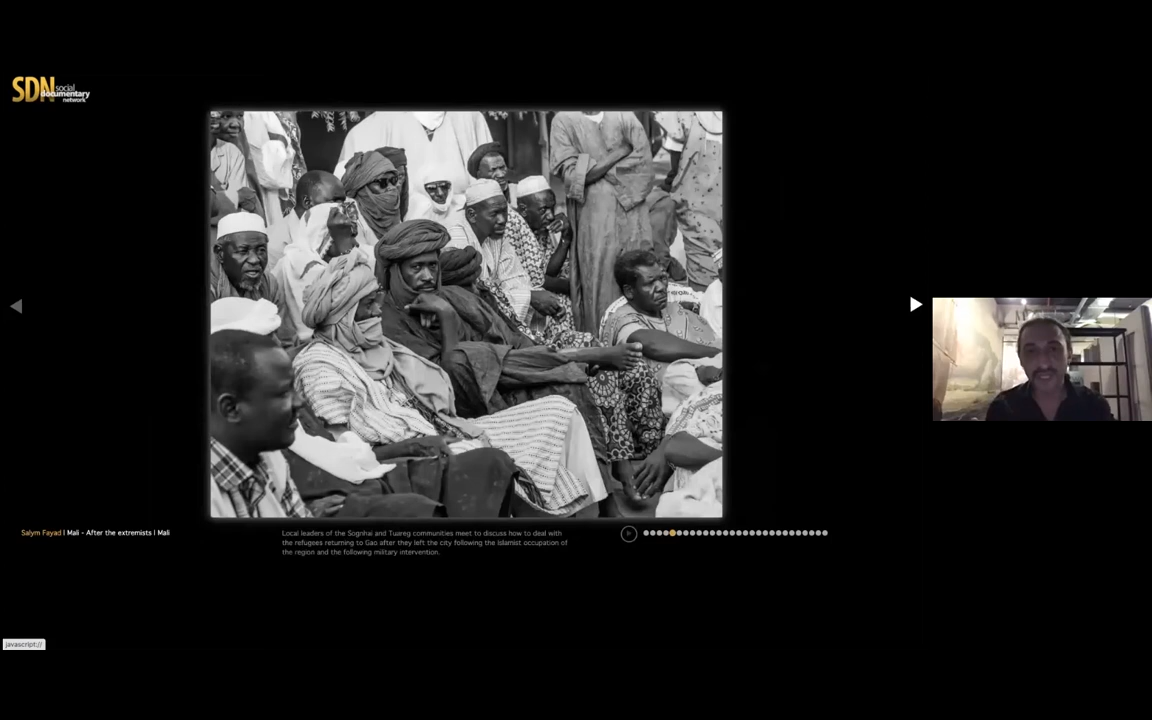 SDN social
documentary
network
Salym Fayad | Mali - After the extremists | Mali
Local leaders of the Sognhai and Tuareg communities meet to discuss how to deal with
the refugees returning to Gao after they left the city following the Islamist occupation of
the region and the following military intervention.
javascript://